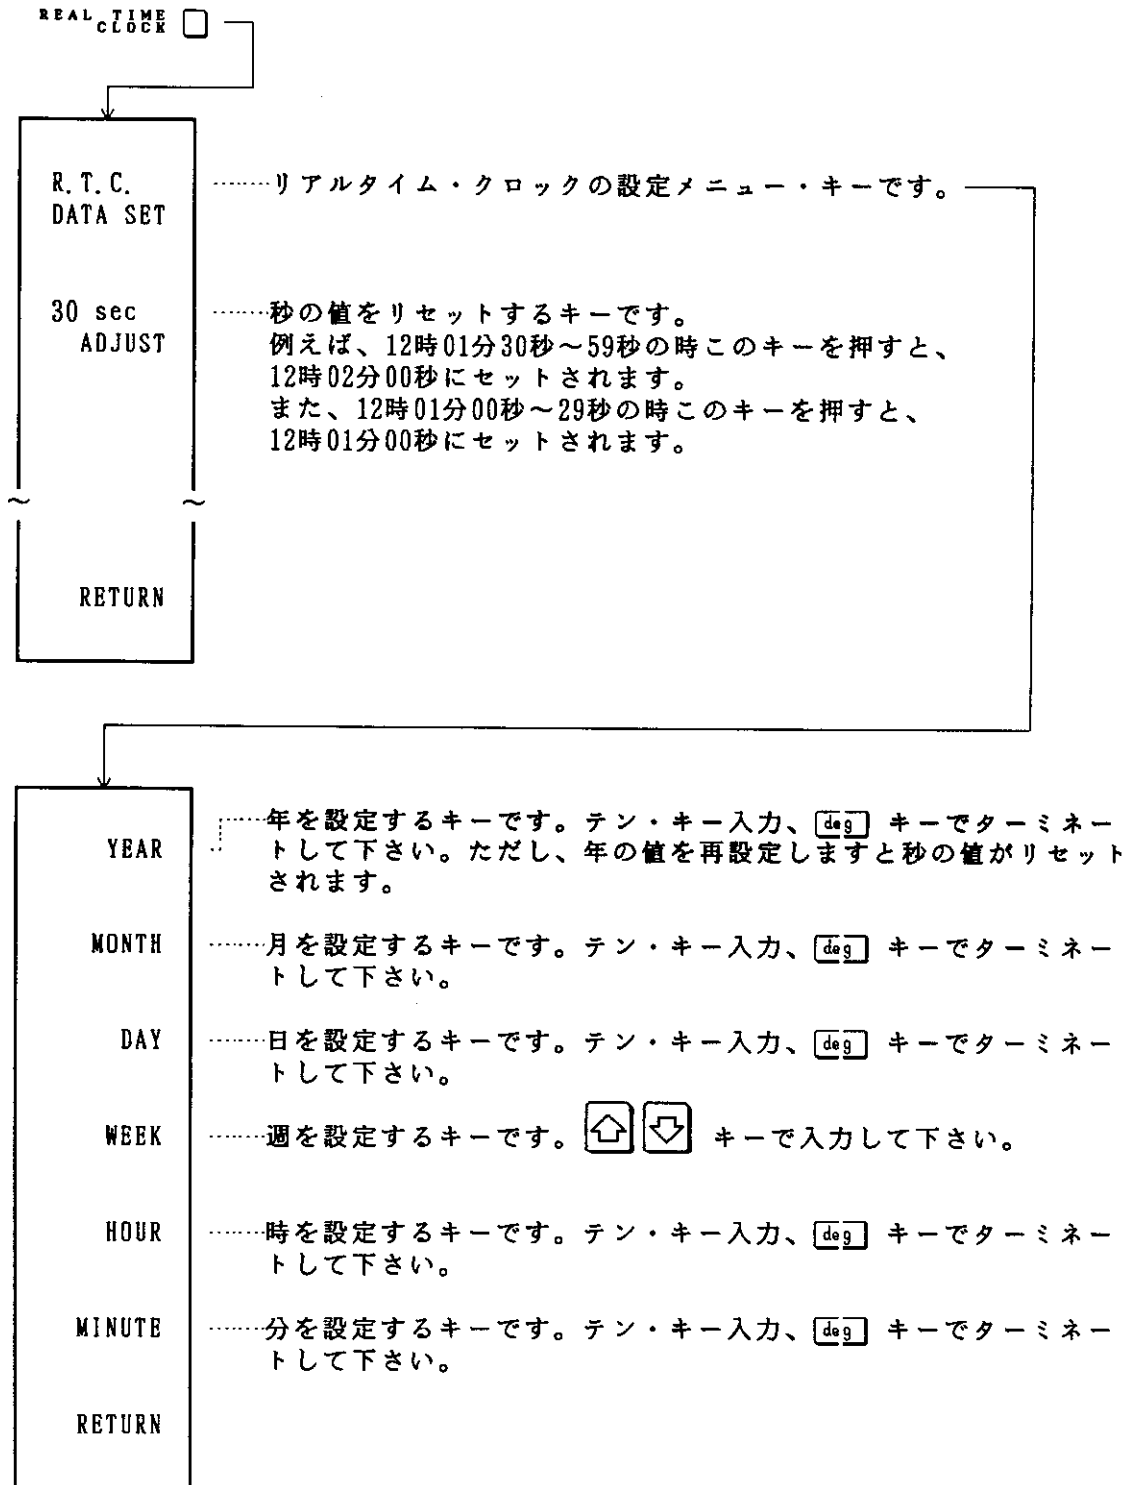 REAL TIME
CLOCK
R.T.C. ……リアルタイム・クロックの設定メニュー・キーです。
DATA SET
30 sec ……秒の値をリセットするキーです。
ADJUST 例えば、12時01分30秒～59秒の時このキーを押すと、
12時02分00秒にセットされます。
また、12時01分00秒～29秒の時このキーを押すと、
12時01分00秒にセットされます。
RETURN
……年を設定するキーです。テン・キー入力、deg キーでターミネー
YEAR トして下さい。ただし、年の値を再設定しますと秒の値がリセット
されます。
MONTH ……月を設定するキーです。テン・キー入力、deg キーでターミネー
トして下さい。
DAY ……日を設定するキーです。テン・キー入力、deg キーでターミネー
トして下さい。
WEEK ……週を設定するキーです。 キーで入力して下さい。
HOUR ……時を設定するキーです。テン・キー入力、deg キーでターミネー
トして下さい。
MINUTE ……分を設定するキーです。テン・キー入力、deg キーでターミネー
トして下さい。
RETURN